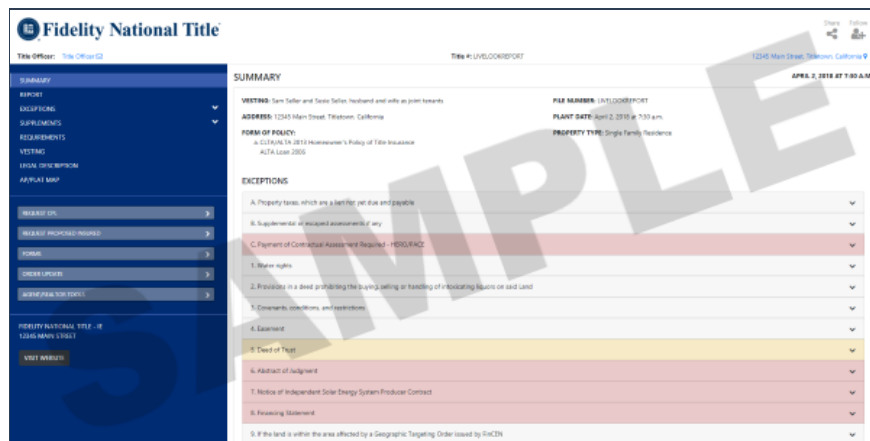 Fidelity National Title
Share Follow
Title Officer: Title Officer
Title #: LIVELOOKREPORT
12345 Main Street, Titletown, California
SUMMARY
REPORT
EXCEPTIONS
SUPPLEMENTS
REQUIREMENTS
VESTING
LEGAL DESCRIPTION
AP/PLAT MAP
REQUEST CPL
REQUEST PROPOSED INSURED
FORMS
ORDER UPDATE
AGENT/REALTOR TOOLS
FIDELITY NATIONAL TITLE - IE
12345 MAIN STREET
VISIT WEBSITE
SUMMARY
APRIL 2, 2018 AT 7:30 A.M
VESTING: Sam Seller and Susie Seller, husband and wife as joint tenants
ADDRESS: 12345 Main Street, Titletown, California
FORM OF POLICY:
a. CLTA/ALTA 2013 Homeowner's Policy of Title Insurance
ALTA Loan 2006
FILE NUMBER: LIVELOOKREPORT
PLANT DATE: April 2, 2018 at 7:30 a.m.
PROPERTY TYPE: Single Family Residence
EXCEPTIONS
A. Property taxes, which are a lien not yet due and payable
B. Supplemental or escaped assessments if any
C. Payment of Contractual Assessment Required - HERO/PACE
1. Water rights
2. Provisions in a deed prohibiting the buying, selling or handling of intoxicating liquors on said Land
3. Covenants, conditions, and restrictions
4. Easement
5. Deed of Trust
6. Abstract of Judgment
7. Notice of Independent Solar Energy System Producer Contract
8. Financing Statement
9. If the land is within the area affected by a Geographic Targeting Order issued by FinCEN
SAMPLE